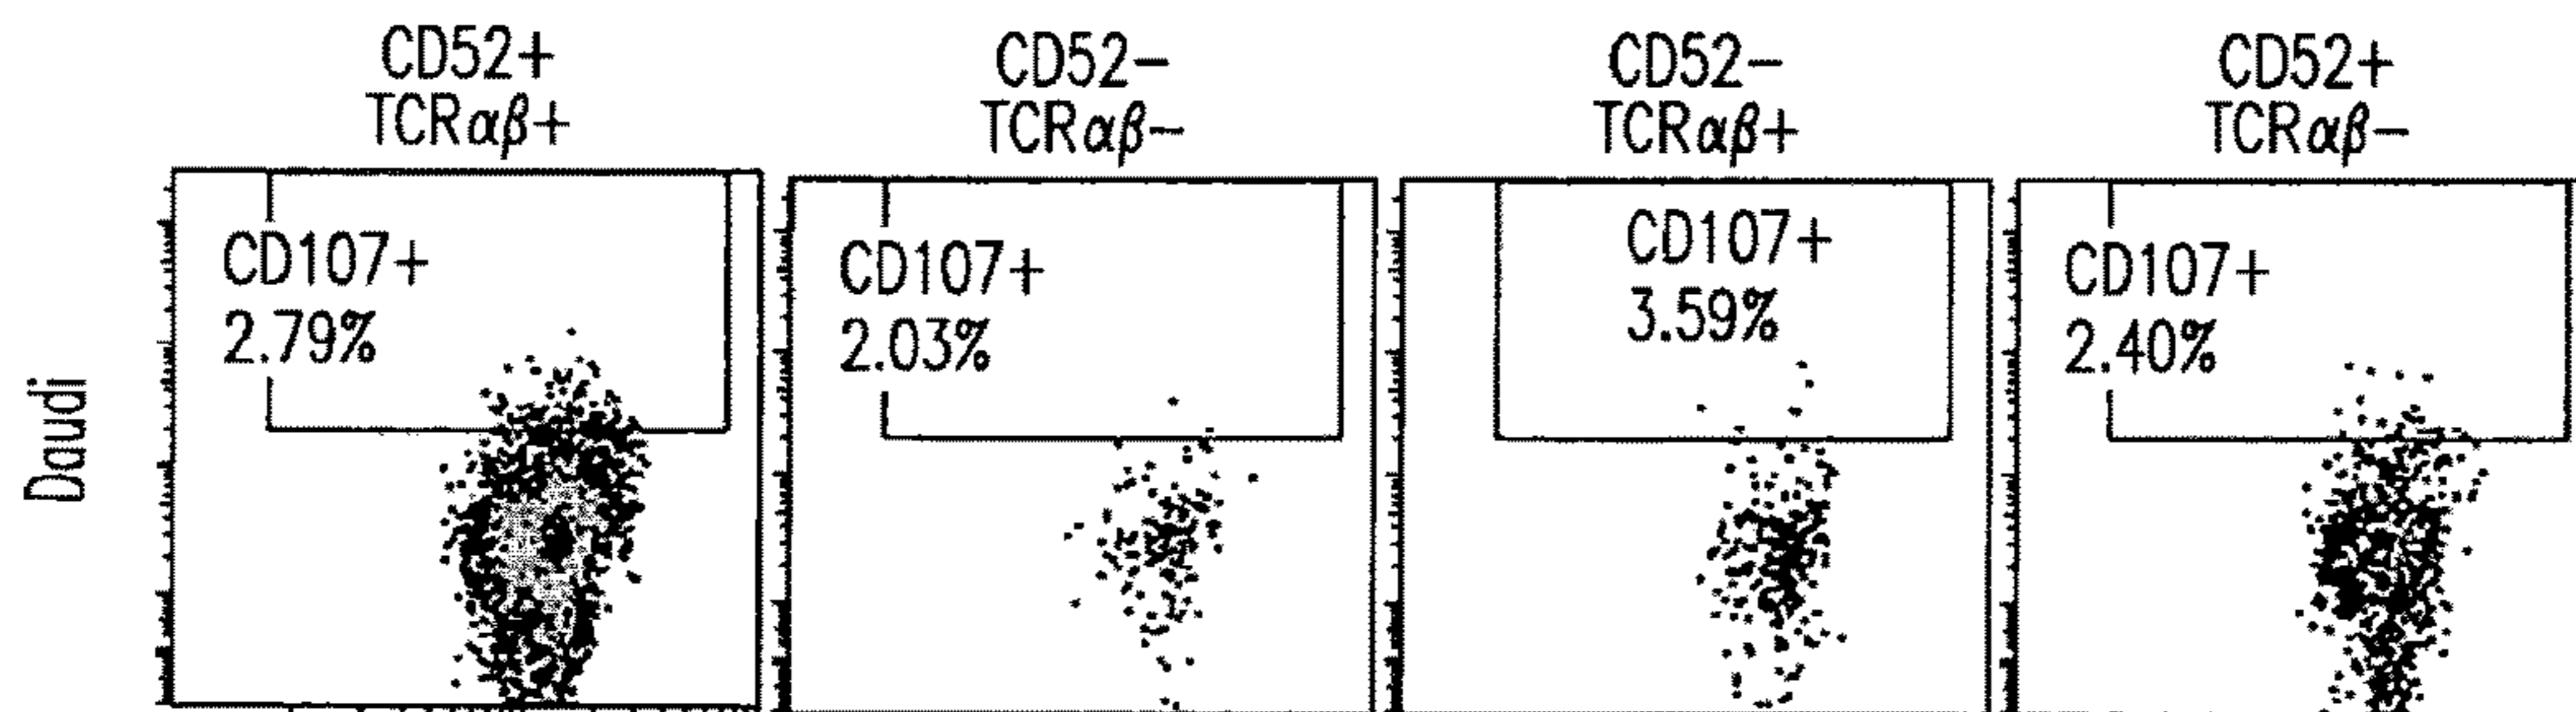 CD52+
TCRαβ+
CD52-
TCRαβ-
CD52-
TCRαβ+
CD52+
TCRαβ-
Daudi
CD107+
2.79%
CD107+
2.03%
CD107+
3.59%
CD107+
2.40%